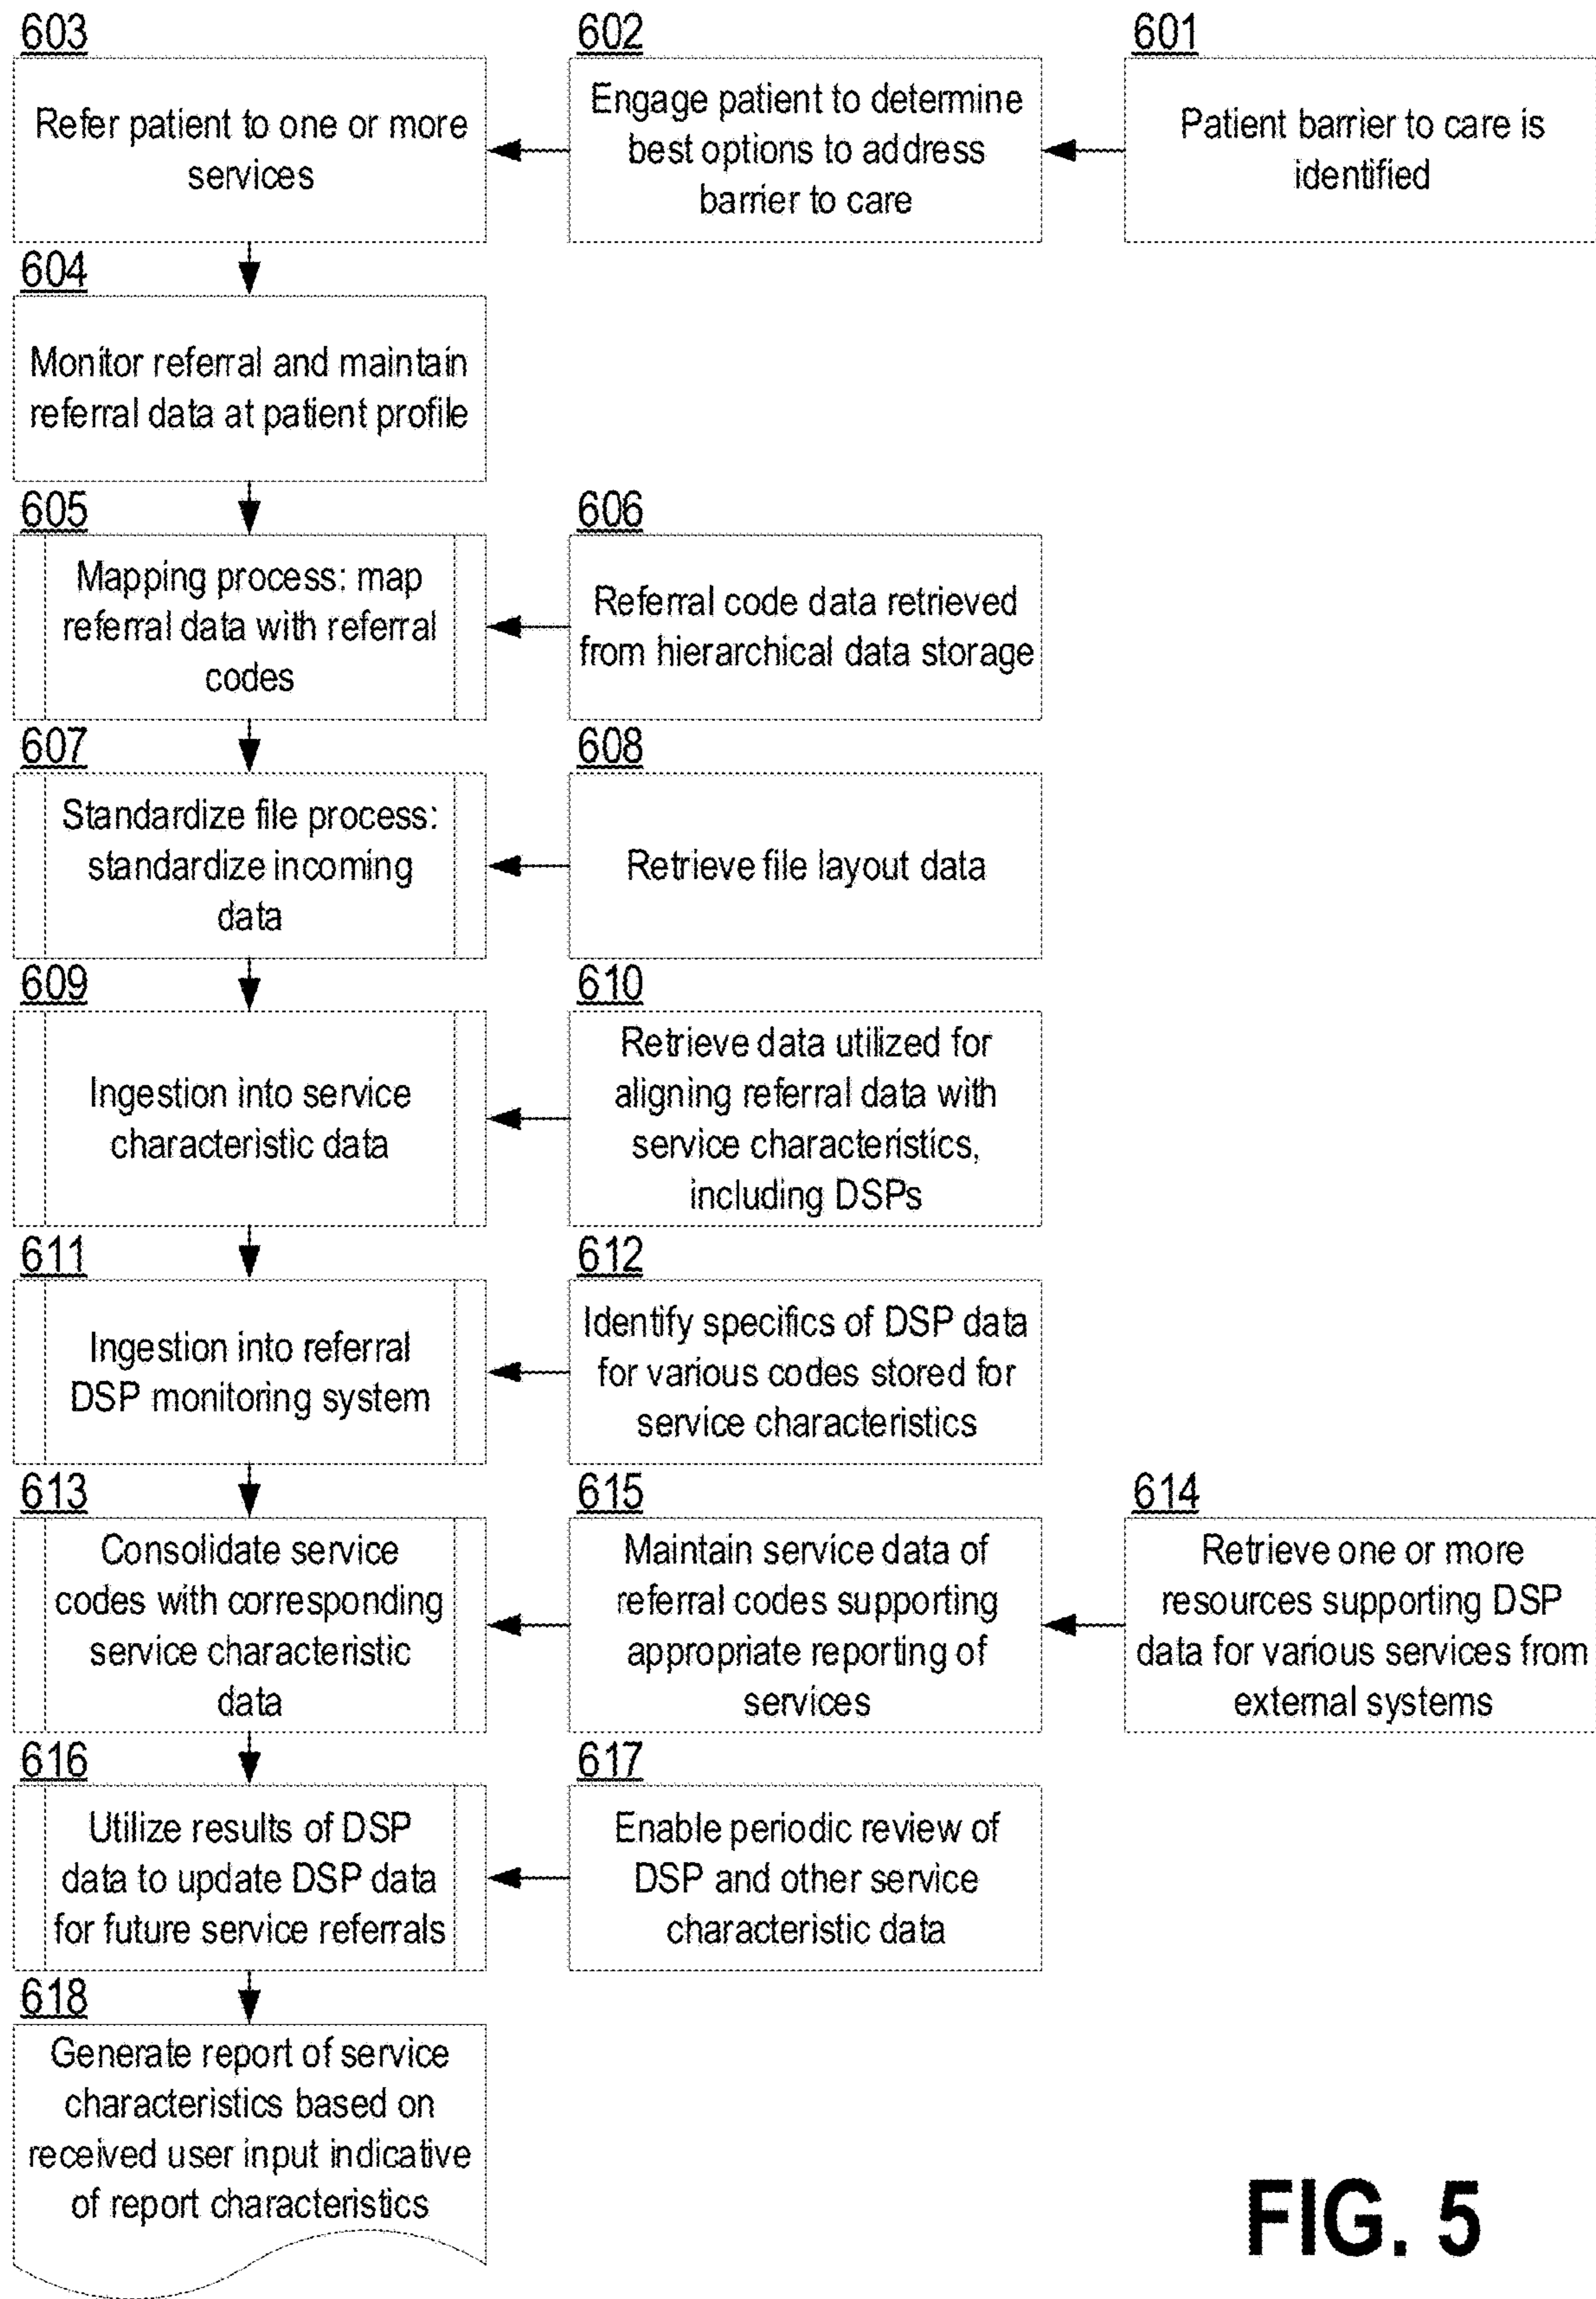 603
Refer patient to one or more
services
602
Engage patient to determine
best options to address
barrier to care
601
Patient barrier to care is
identified
604
Monitor referral and maintain
referral data at patient profile
605
Mapping process: map
referral data with referral
codes
606
Referral code data retrieved
from hierarchical data storage
607
Standardize file process:
standardize incoming
data
608
Retrieve file layout data
609
Ingestion into service
characteristic data
610
Retrieve data utilized for
aligning referral data with
service characteristics,
including DSPs
611
Ingestion into referral
DSP monitoring system
612
Identify specifics of DSP data
for various codes stored for
service characteristics
613
Consolidate service
codes with corresponding
service characteristic
data
615
Maintain service data of
referral codes supporting
appropriate reporting of
services
614
Retrieve one or more
resources supporting DSP
data for various services from
external systems
616
Utilize results of DSP
data to update DSP data
for future service referrals
617
Enable periodic review of
DSP and other service
characteristic data
618
Generate report of service
characteristics based on
received user input indicative
of report characteristics
FIG. 5